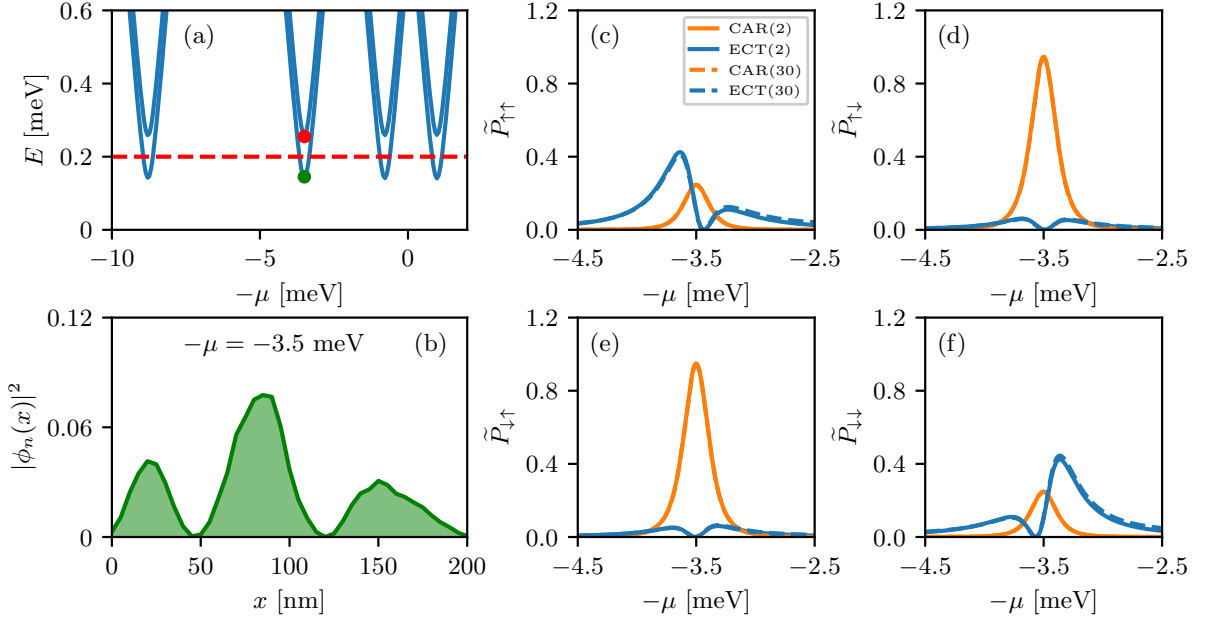 (a)
E [meV]
0.6
0.4
0.2
0
−10
−5
0
−μ [meV]
(b)
−μ = −3.5 meV
|ϕₙ(x)|²
0.12
0.06
0
0
50
100
150
200
x [nm]
(c)
CAR(2)
ECT(2)
CAR(30)
ECT(30)
P̃↑↑
1.2
0.8
0.4
0.0
−4.5
−3.5
−2.5
−μ [meV]
(d)
P̃↑↓
1.2
0.8
0.4
0.0
−4.5
−3.5
−2.5
−μ [meV]
(e)
P̃↓↑
1.2
0.8
0.4
0.0
−4.5
−3.5
−2.5
−μ [meV]
(f)
P̃↓↓
1.2
0.8
0.4
0.0
−4.5
−3.5
−2.5
−μ [meV]